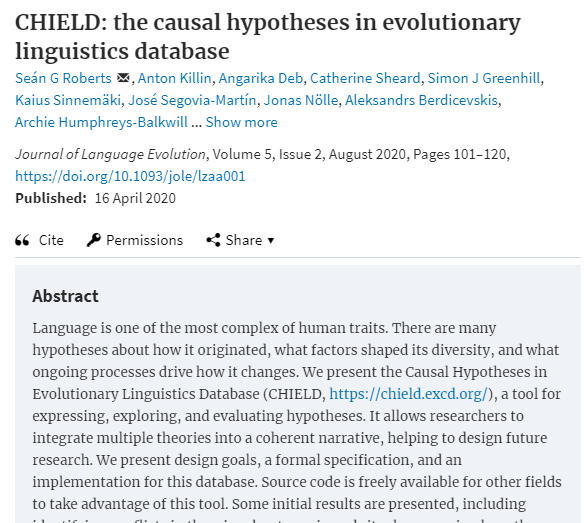 CHIELD: the causal hypotheses in evolutionary
linguistics database
Seán G Roberts, Anton Killin, Angarika Deb, Catherine Sheard, Simon J Greenhill,
Kaius Sinnemäki, José Segovia-Martín, Jonas Nölle, Aleksandrs Berdicevskis,
Archie Humphreys-Balkwill ... Show more
Journal of Language Evolution, Volume 5, Issue 2, August 2020, Pages 101–120,
https://doi.org/10.1093/jole/lzaa001
Published: 16 April 2020
Cite Permissions Share
Abstract
Language is one of the most complex of human traits. There are many
hypotheses about how it originated, what factors shaped its diversity, and what
ongoing processes drive how it changes. We present the Causal Hypotheses in
Evolutionary Linguistics Database (CHIELD, https://chield.excd.org/), a tool for
expressing, exploring, and evaluating hypotheses. It allows researchers to
integrate multiple theories into a coherent narrative, helping to design future
research. We present design goals, a formal specification, and an
implementation for this database. Source code is freely available for other fields
to take advantage of this tool. Some initial results are presented, including